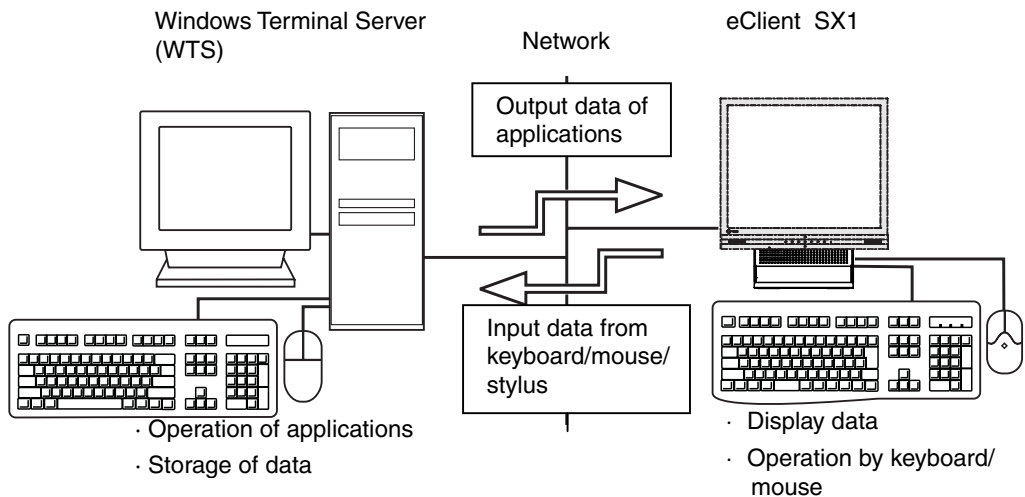 Windows Terminal Server
(WTS)
Network
eClient SX1
Output data of
applications
Input data from
keyboard/mouse/
stylus
· Operation of applications
· Storage of data
· Display data
· Operation by keyboard/
mouse